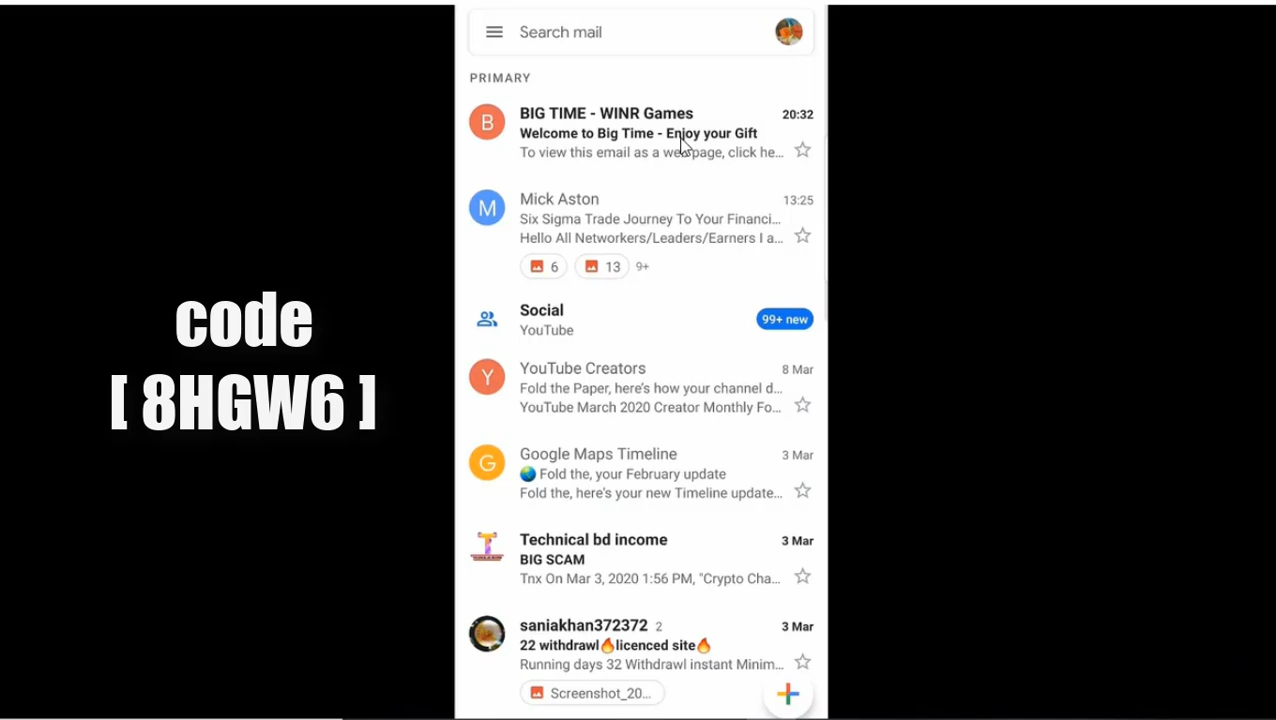 Search mail
PRIMARY
B
BIG TIME - WINR Games
20:32
Welcome to Big Time - Enjoy your Gift
To view this email as a webpage, click he...
M
Mick Aston
13:25
Six Sigma Trade Journey To Your Financi...
Hello All Networkers/Leaders/Earners I a...
6
13
9+
Social
99+ new
YouTube
code
[ 8HGW6 ]
Y
YouTube Creators
8 Mar
Fold the Paper, here's how your channel d...
YouTube March 2020 Creator Monthly Fo...
G
Google Maps Timeline
3 Mar
Fold the, your February update
Fold the, here's your new Timeline update...
Technical bd income
3 Mar
BIG SCAM
Tnx On Mar 3, 2020 1:56 PM, "Crypto Cha...
saniakhan372372 2
3 Mar
22 withdrawl🔥licenced site🔥
Running days 32 Withdrawl instant Minim...
Screenshot_20...